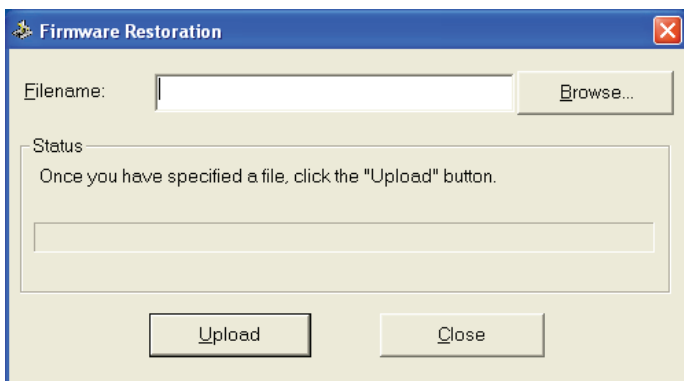 Firmware Restoration
Filename:
Browse...
Status
Once you have specified a file, click the "Upload" button.
Upload
Close